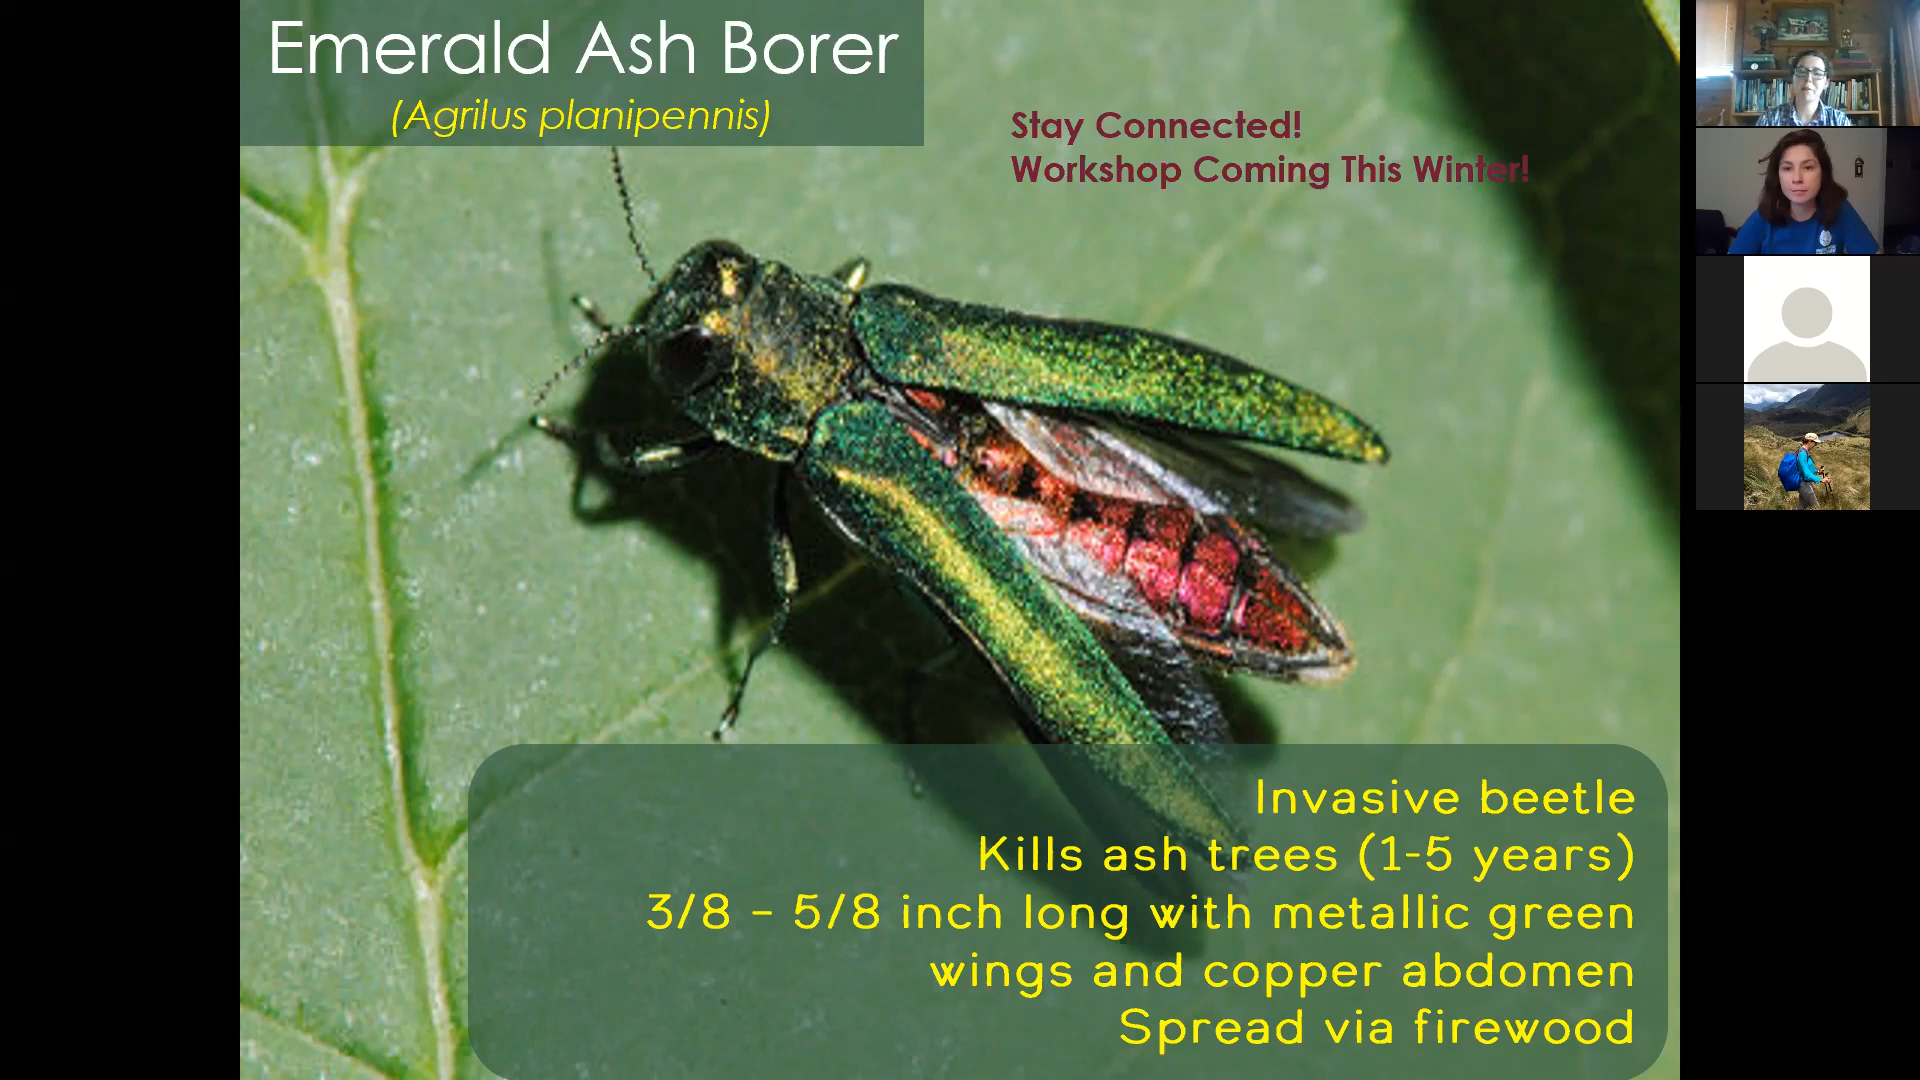 Emerald Ash Borer
(Agrilus planipennis)
Stay Connected!
Workshop Coming This Winter!
Invasive beetle
Kills ash trees (1-5 years)
3/8 – 5/8 inch long with metallic green
wings and copper abdomen
Spread via firewood